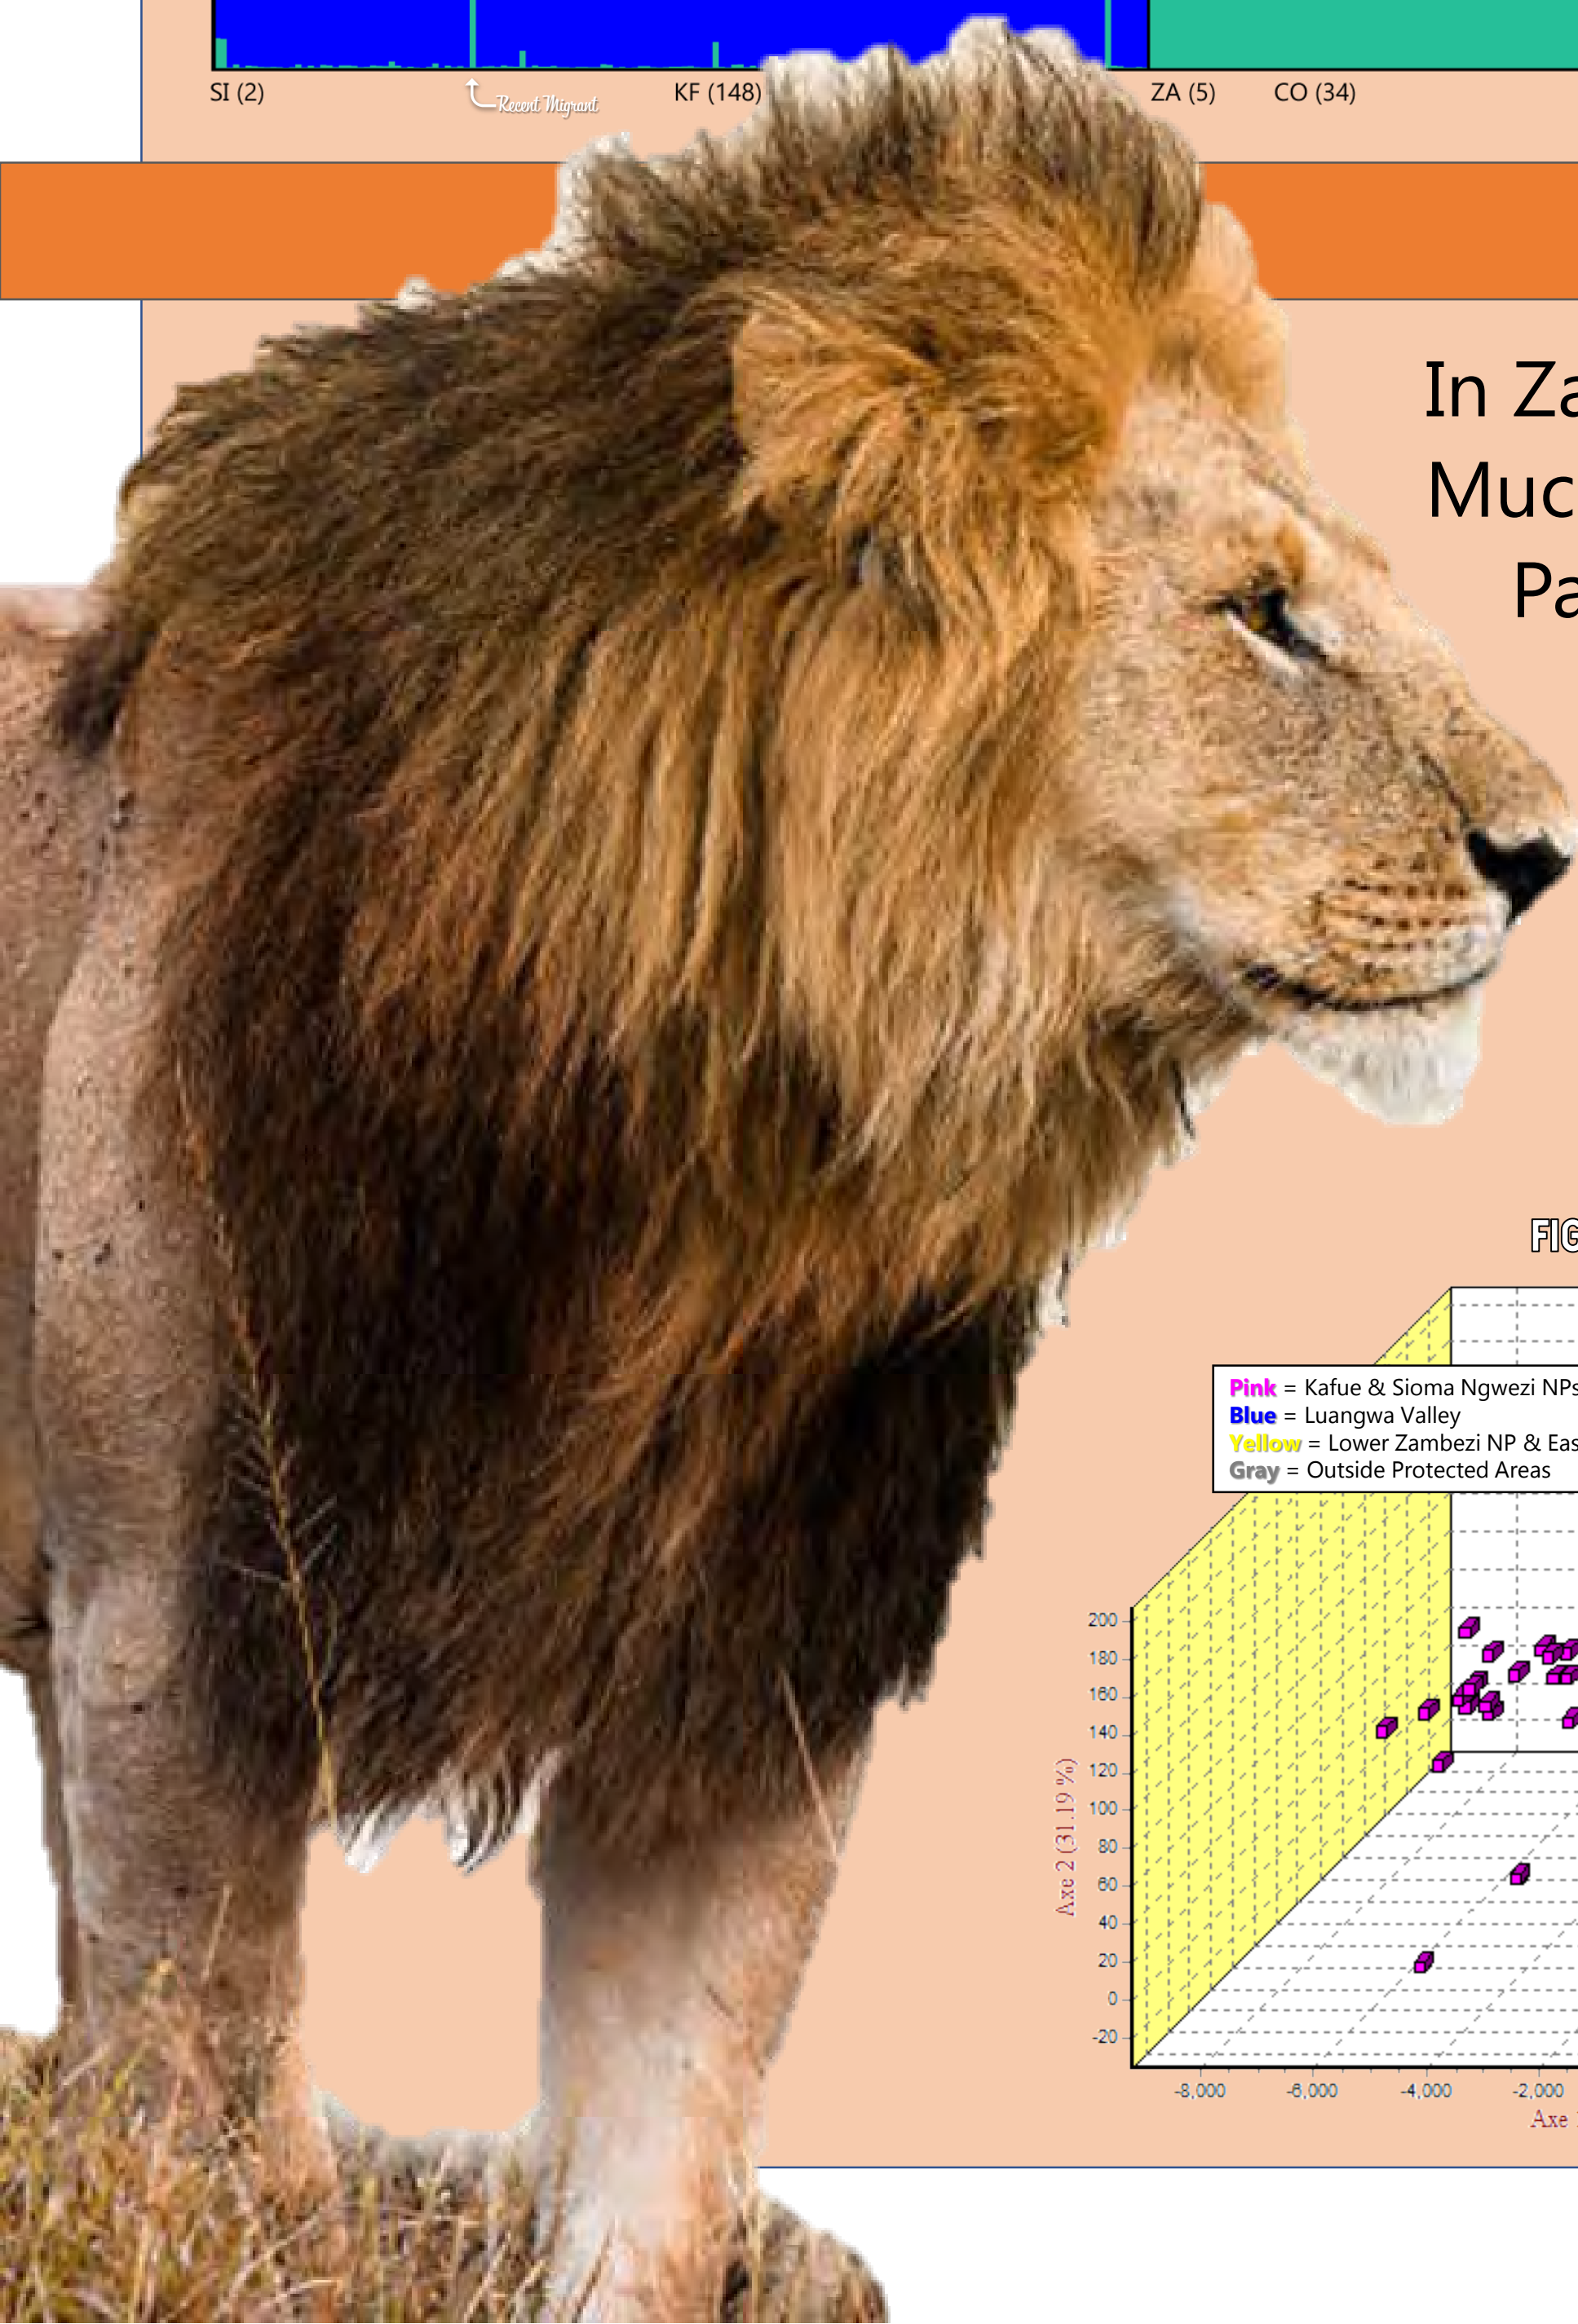 SI (2)
Recent Migrant
KF (148)
ZA (5)
CO (34)
In Za
Muc
Pa
FIG
Pink = Kafue & Sioma Ngwezi NPs
Blue = Luangwa Valley
Yellow = Lower Zambezi NP & Eas
Gray = Outside Protected Areas
200
180
160
140
120
100
80
60
40
20
0
-20
Axe 2 (31.19 %)
-8,000
-6,000
-4,000
-2,000
Axe